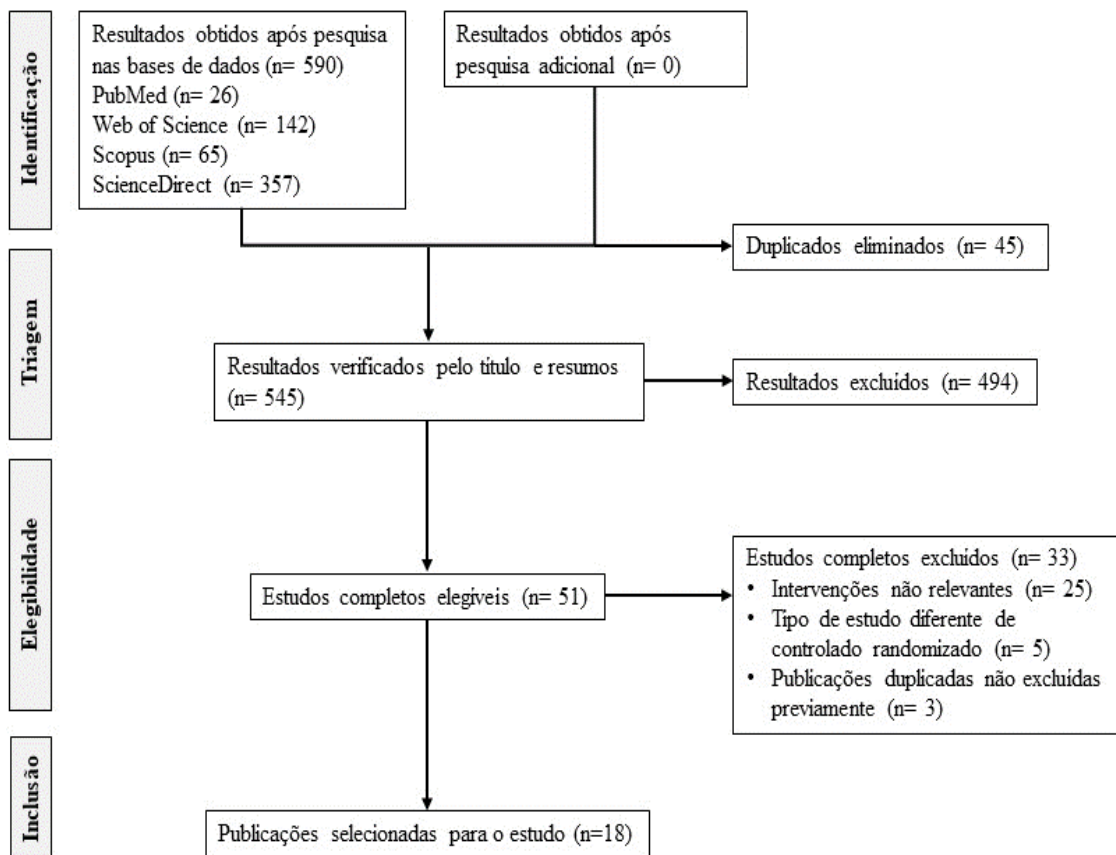 Identificação
Resultados obtidos após pesquisa
nas bases de dados (n= 590)
PubMed (n= 26)
Web of Science (n= 142)
Scopus (n= 65)
ScienceDirect (n= 357)
Resultados obtidos após
pesquisa adicional (n= 0)
Duplicados eliminados (n= 45)
Triagem
Resultados verificados pelo título e resumos
(n= 545)
Resultados excluídos (n= 494)
Elegibilidade
Estudos completos elegíveis (n= 51)
Estudos completos excluídos (n= 33)
• Intervenções não relevantes (n= 25)
• Tipo de estudo diferente de
controlado randomizado (n= 5)
• Publicações duplicadas não excluídas
previamente (n= 3)
Inclusão
Publicações selecionadas para o estudo (n=18)